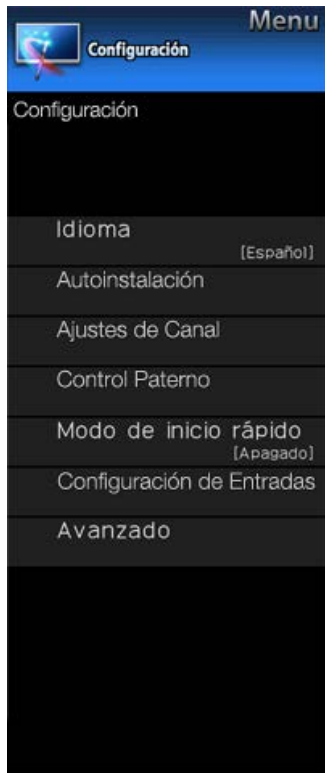 Menu
Configuración
Configuración
Idioma
[Español]
Autoinstalación
Ajustes de Canal
Control Paterno
Modo de inicio rápido
[Apagado]
Configuración de Entradas
Avanzado